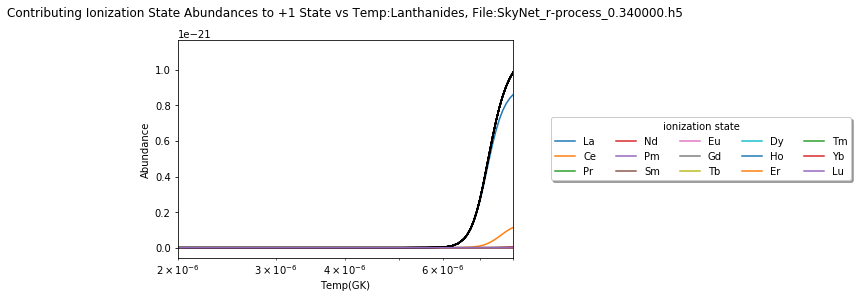 Contributing Ionization State Abundances to +1 State vs Temp:Lanthanides, File:SkyNet_r-process_0.340000.h5
1e−21
1.0
0.8
0.6
0.4
0.2
0.0
Abundance
2 × 10⁻⁶
3 × 10⁻⁶
4 × 10⁻⁶
6 × 10⁻⁶
Temp(GK)
ionization state
La Nd Eu Dy Tm
Ce Pm Gd Ho Yb
Pr Sm Tb Er Lu